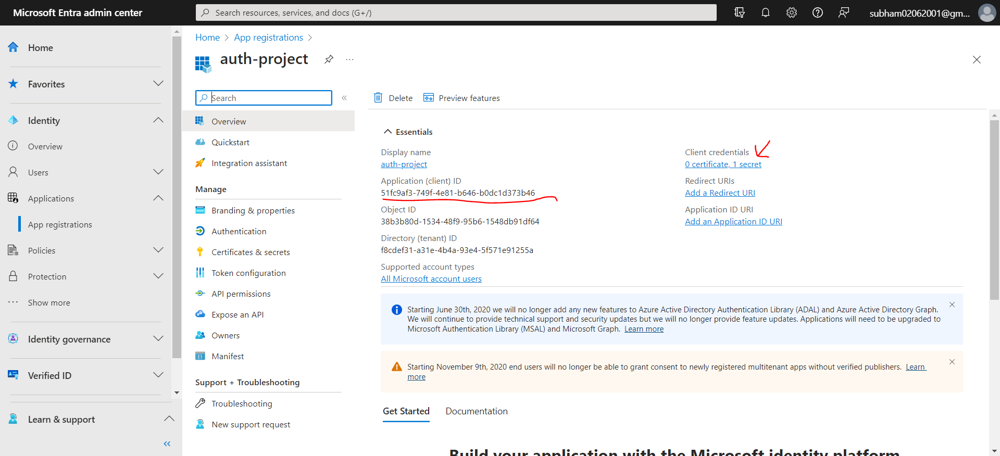 Microsoft Entra admin center
Search resources, services, and docs (G+/)
subham02062001@gm...
Home
Favorites
Identity
Overview
Users
Applications
App registrations
Policies
Protection
Show more
Identity governance
Verified ID
Learn & support
Home > App registrations >
auth-project
Search
Overview
Quickstart
Integration assistant
Manage
Branding & properties
Authentication
Certificates & secrets
Token configuration
API permissions
Expose an API
Owners
Manifest
Support + Troubleshooting
Troubleshooting
New support request
Delete
Preview features
Essentials
Display name
auth-project
Application (client) ID
51fc9af3-749f-4e81-b646-b0dc1d373b46
Object ID
38b3b80d-1534-48f9-95b6-1548db91df64
Directory (tenant) ID
f8cdef31-a31e-4b4a-93e4-5f571e91255a
Supported account types
All Microsoft account users
Client credentials
0 certificate, 1 secret
Redirect URIs
Add a Redirect URI
Application ID URI
Add an Application ID URI
Starting June 30th, 2020 we will no longer add any new features to Azure Active Directory Authentication Library (ADAL) and Azure Active Directory Graph.
We will continue to provide technical support and security updates but we will no longer provide feature updates. Applications will need to be upgraded to
Microsoft Authentication Library (MSAL) and Microsoft Graph. Learn more
Starting November 9th, 2020 end users will no longer be able to grant consent to newly registered multitenant apps without verified publishers. Learn
more
Get Started
Documentation
Build your application with the Microsoft identity platform